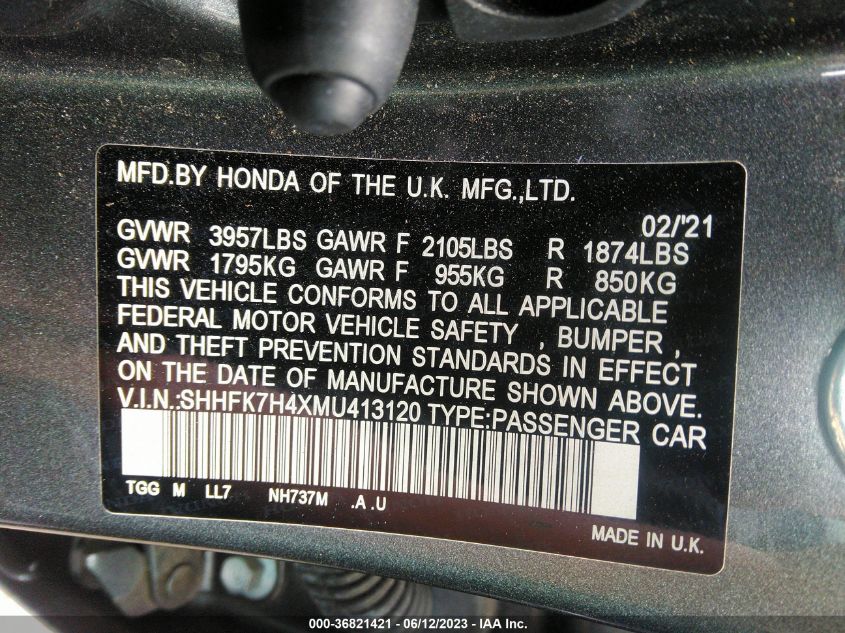 MFD.BY HONDA OF THE U.K. MFG.,LTD.
02/'21
GVWR 3957LBS GAWR F 2105LBS R 1874LBS
GVWR 1795KG GAWR F 955KG R 850KG
THIS VEHICLE CONFORMS TO ALL APPLICABLE
FEDERAL MOTOR VEHICLE SAFETY , BUMPER ,
AND THEFT PREVENTION STANDARDS IN EFFECT
ON THE DATE OF MANUFACTURE SHOWN ABOVE.
V.I.N.:SHHFK7H4XMU413120 TYPE:PASSENGER CAR
TGG M LL7 NH737M .A .U
MADE IN U.K.
000-36821421 - 06/12/2023 - IAA Inc.